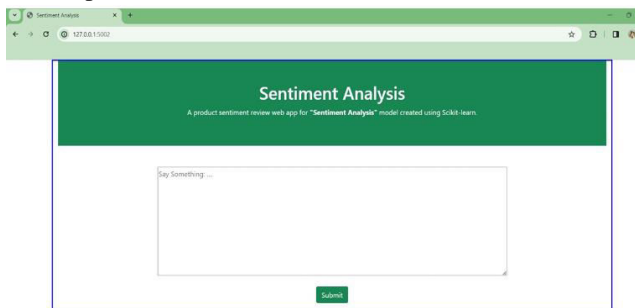 Sentiment Analysis
127.0.0.1:5002
Sentiment Analysis
A product sentiment review web app for "Sentiment Analysis" model created using Scikit-learn.
Say Something: ...
Submit